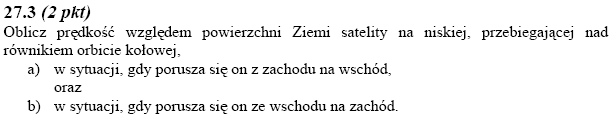 27.3 (2 pkt)
Oblicz prędkość względem powierzchni Ziemi satelity na niskiej, przebiegającej nad
równikiem orbicie kołowej,
a) w sytuacji, gdy porusza się on z zachodu na wschód,
oraz
b) w sytuacji, gdy porusza się on ze wschodu na zachód.